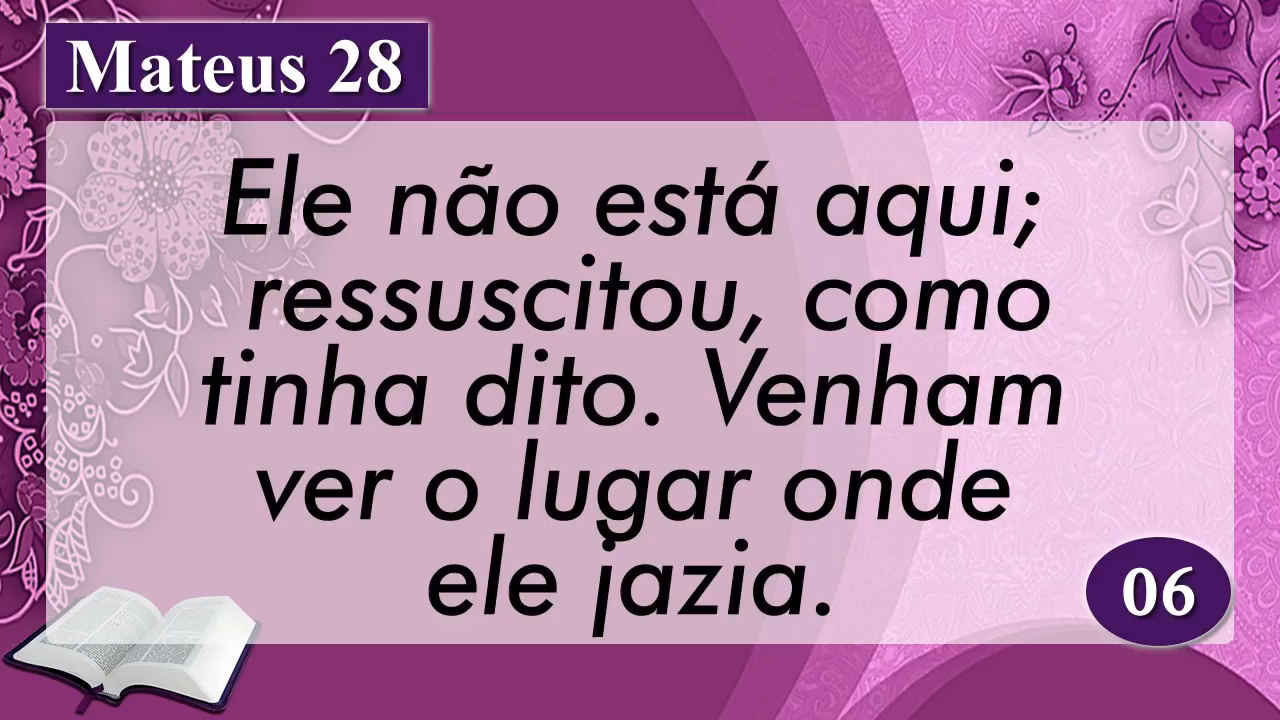 Mateus 28
Ele não está aqui;
ressuscitou, como
tinha dito. Venham
ver o lugar onde
ele jazia.
06